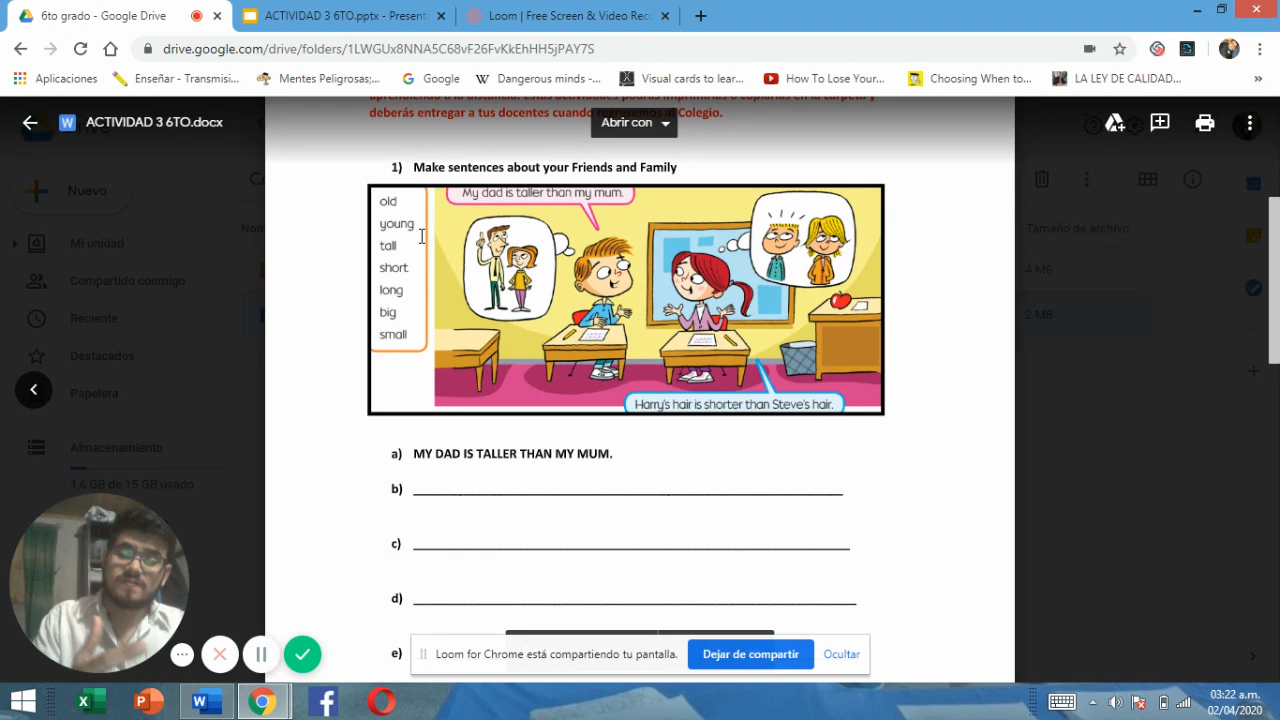 6to grado - Google Drive
ACTIVIDAD 3 6TO.pptx - Present
Loom | Free Screen & Video Rec
drive.google.com/drive/folders/1LWGUx8NNA5C68vF26FvKkEhHH5jPAY7S
Aplicaciones
Enseñar - Transmisi...
Mentes Peligrosas;...
Google
Dangerous minds -...
Visual cards to lear...
How To Lose Your...
Choosing When to...
LA LEY DE CALIDAD...
»
deberás entregar a tus docentes cuando Colegio.
ACTIVIDAD 3 6TO.docx
Abrir con
Nuevo
Mi unidad
Compartido conmigo
Reciente
Destacados
Papelera
Almacenamiento
1,6 GB de 15 GB usado
Tamaño de archivo
4 MB
2 MB
1) Make sentences about your Friends and Family
old
young
tall
short
long
big
small
My dad is taller than my mum.
Harry's hair is shorter than Steve's hair.
a) MY DAD IS TALLER THAN MY MUM.
b)
c)
d)
e)
Loom for Chrome está compartiendo tu pantalla.
Dejar de compartir
Ocultar
03:22 a.m.
02/04/2020